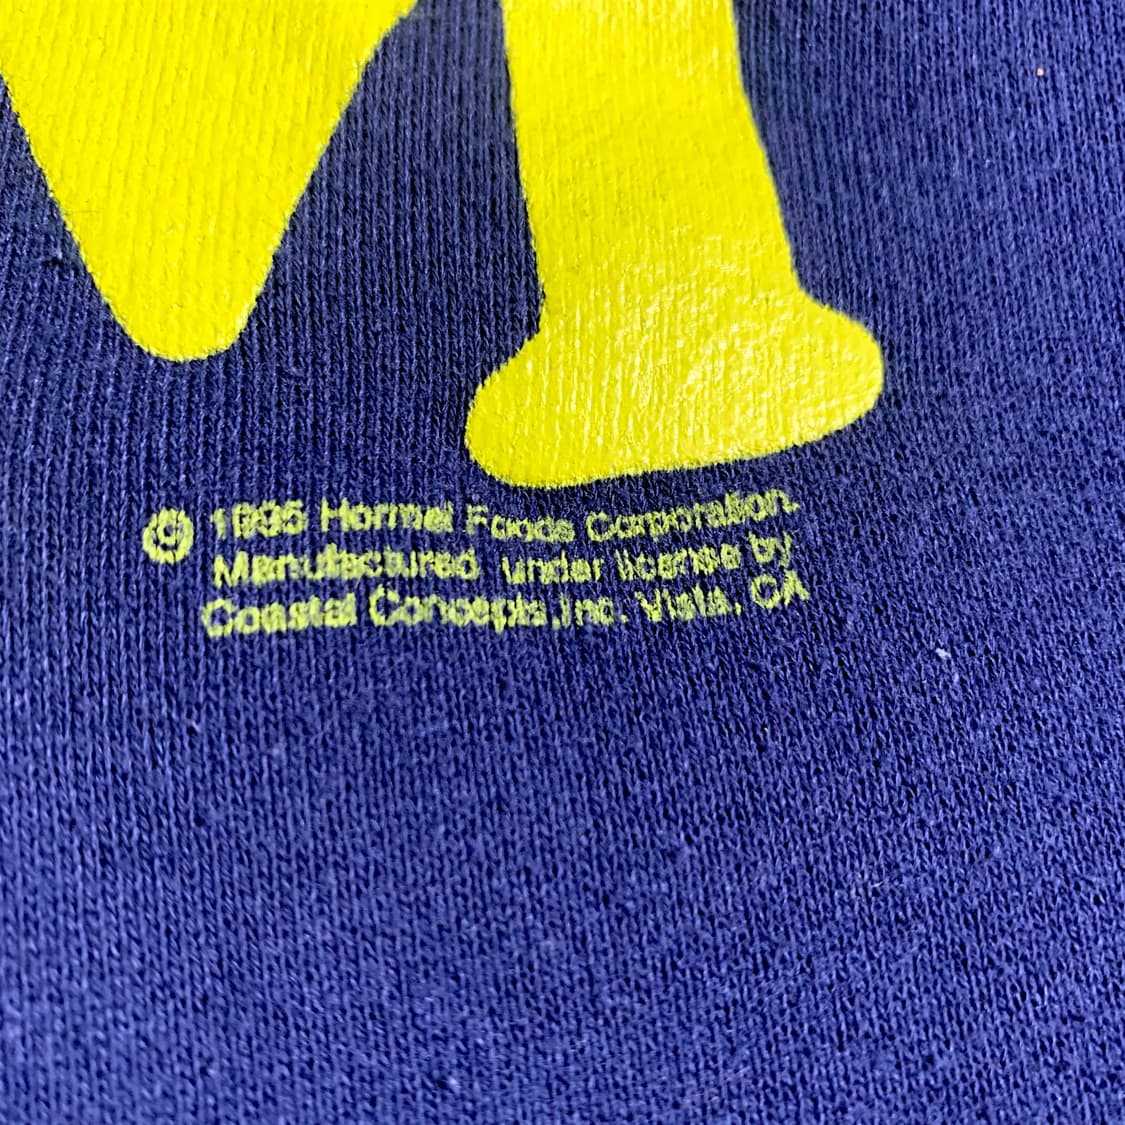 M
© 1995 Hormel Foods Corporation.
Manufactured under license by
Coastal Concepts,Inc. Vista, CA